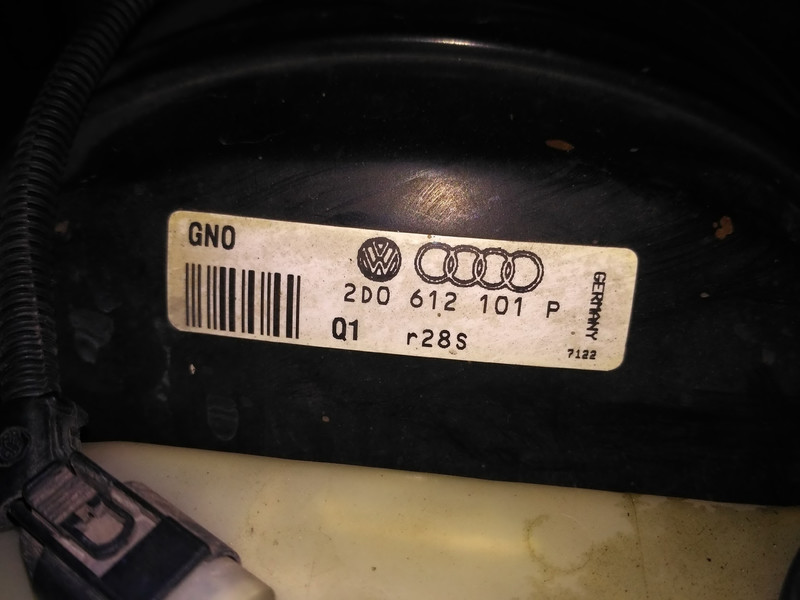 GNO
2D0 612 101 P
Q1 r28S
GERMANY
7122